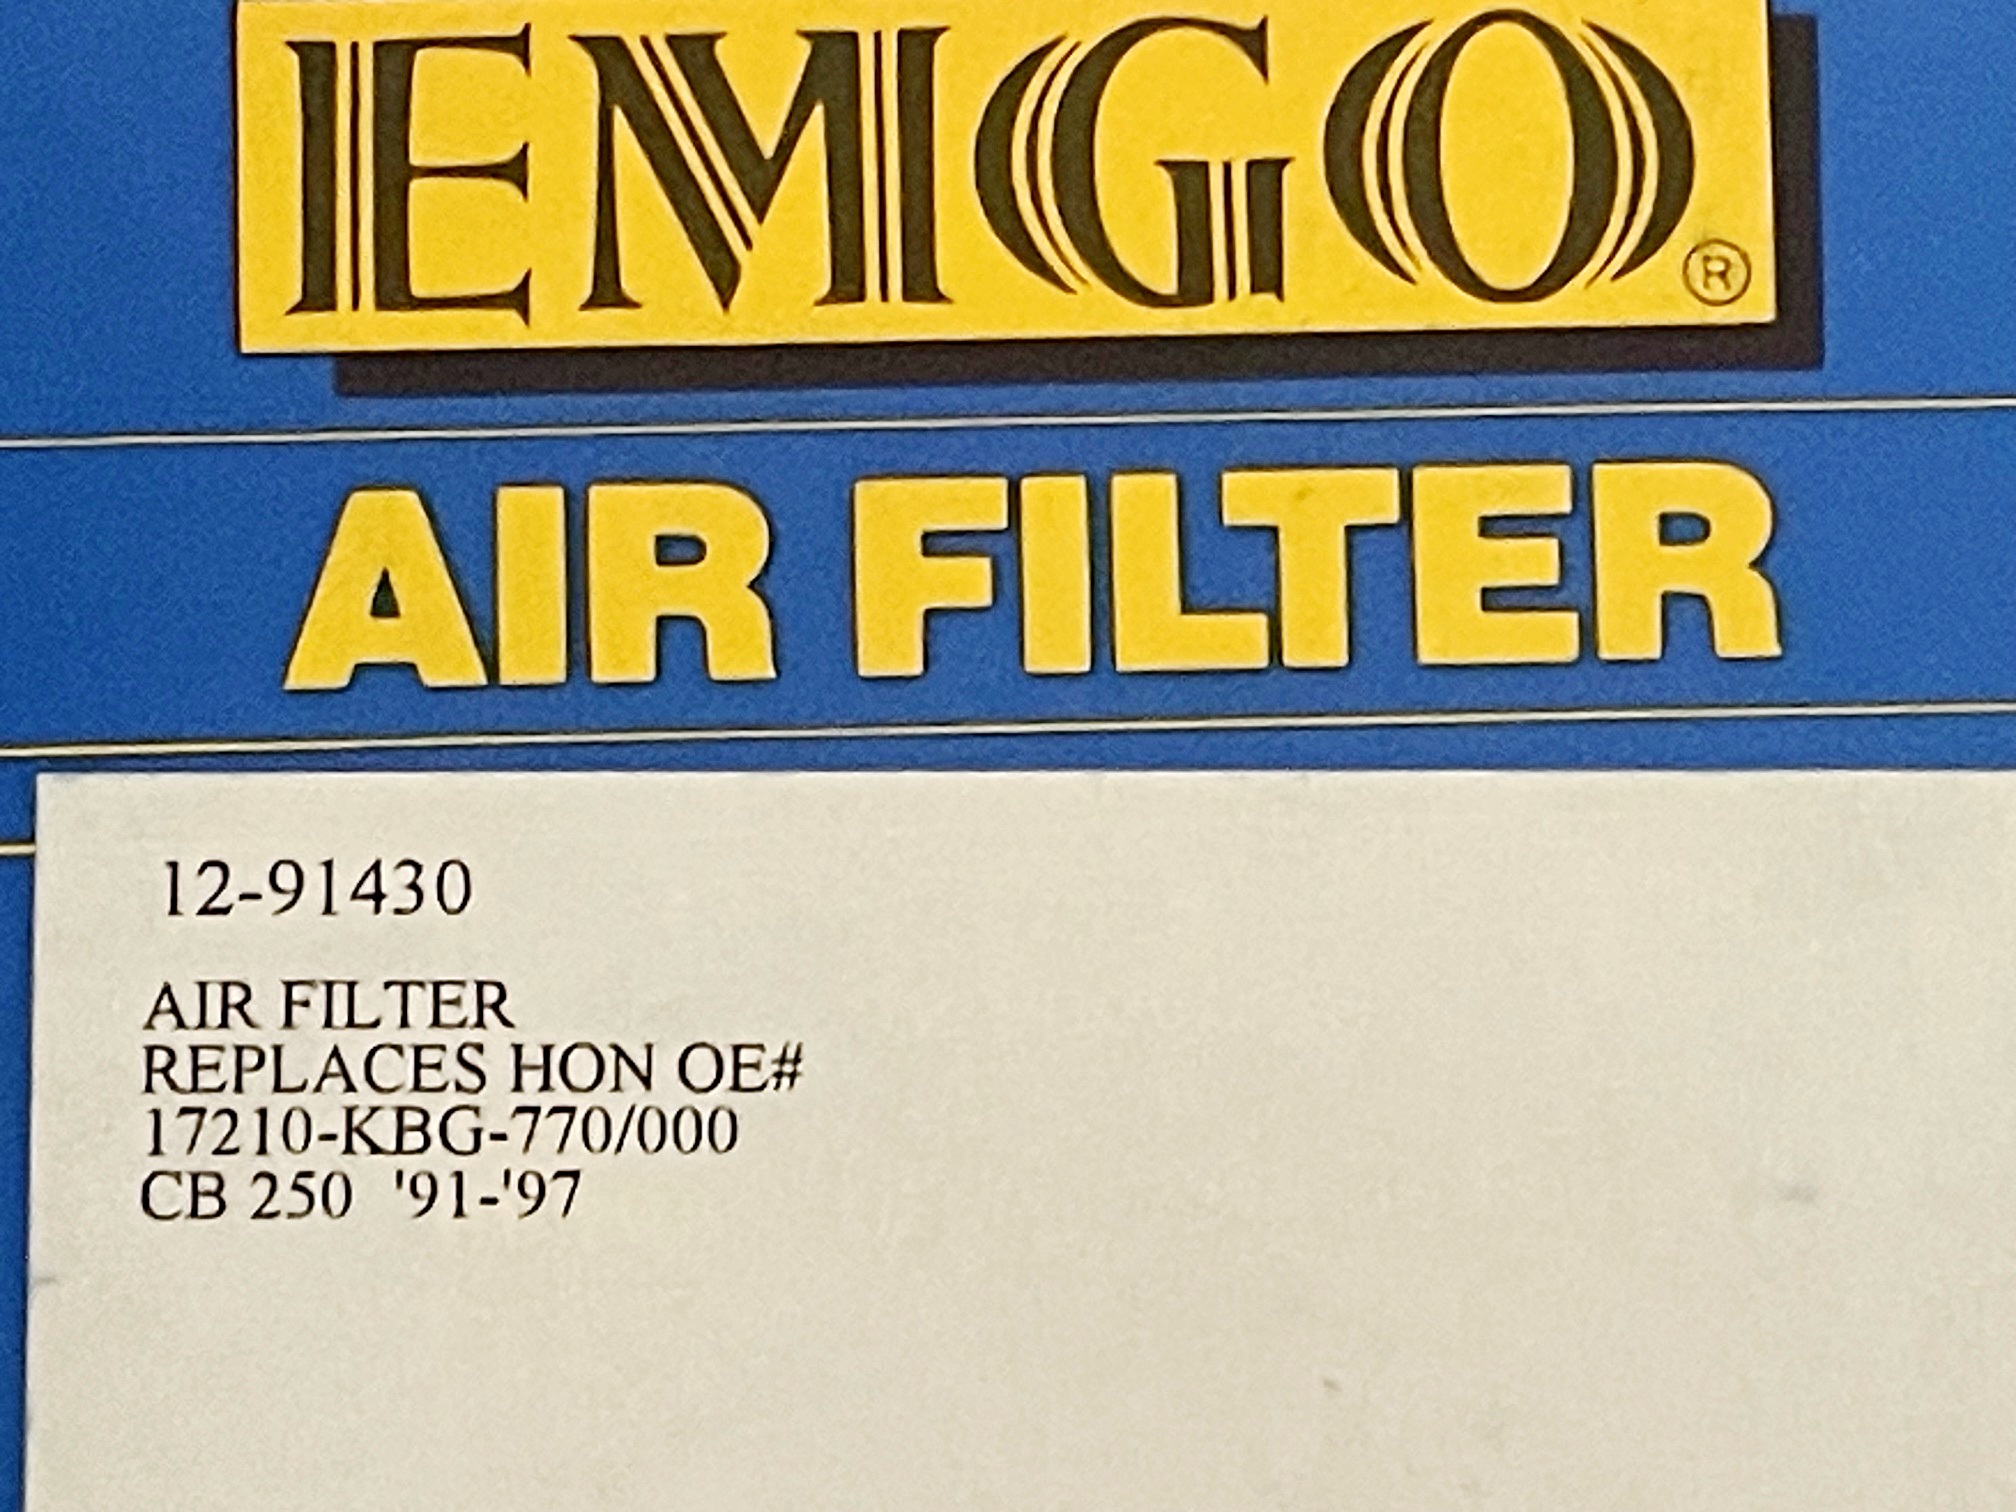 EMGO®
AIR FILTER
12-91430
AIR FILTER
REPLACES HON OE#
17210-KBG-770/000
CB 250 '91-'97